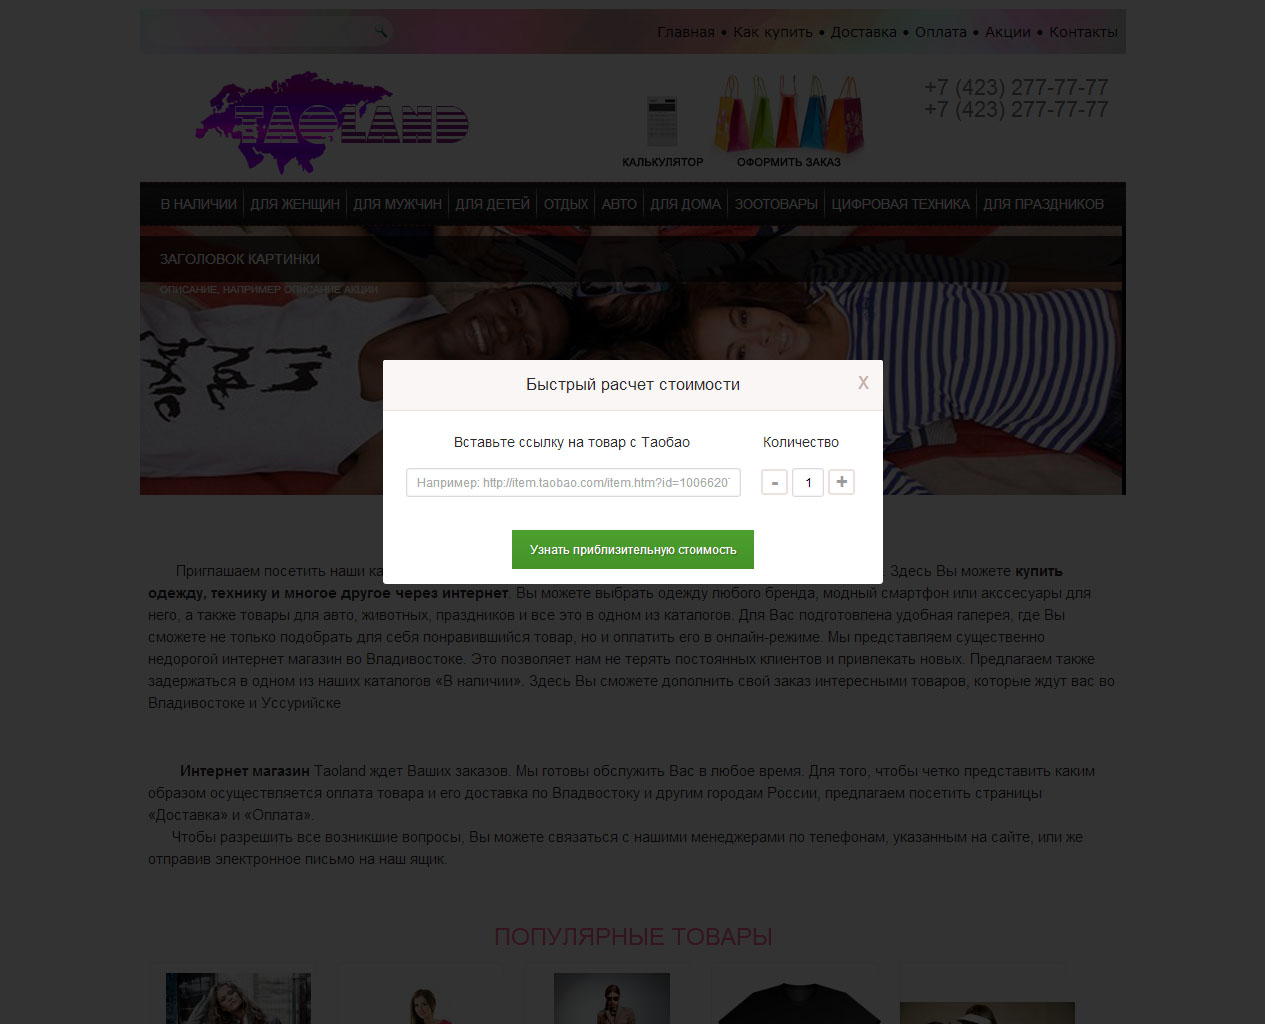 Главная • Как купить • Доставка • Оплата • Акции • Контакты
TAOLAND
+7 (423) 277-77-77
+7 (423) 277-77-77
КАЛЬКУЛЯТОР
ОФОРМИТЬ ЗАКАЗ
В НАЛИЧИИ | ДЛЯ ЖЕНЩИН | ДЛЯ МУЖЧИН | ДЛЯ ДЕТЕЙ | ОТДЫХ | АВТО | ДЛЯ ДОМА | ЗООТОВАРЫ | ЦИФРОВАЯ ТЕХНИКА | ДЛЯ ПРАЗДНИКОВ
ЗАГОЛОВОК КАРТИНКИ
ОПИСАНИЕ, НАПРИМЕР ОПИСАНИЕ АКЦИИ
Быстрый расчет стоимости
X
Вставьте ссылку на товар с Таобао
Количество
Например: http://item.taobao.com/item.htm?id=1006620
- 1 +
Узнать приблизительную стоимость
Приглашаем посетить наши . Здесь Вы можете купить
одежду, технику и многое другое через интернет. Вы можете выбрать одежду любого бренда, модный смартфон или акссесуары для
него, а также товары для авто, животных, праздников и все это в одном из каталогов. Для Вас подготовлена удобная галерея, где Вы
сможете не только подобрать для себя понравившийся товар, но и оплатить его в онлайн-режиме. Мы представляем существенно
недорогой интернет магазин во Владивостоке. Это позволяет нам не терять постоянных клиентов и привлекать новых. Предлагаем также
задержаться в одном из наших каталогов «В наличии». Здесь Вы сможете дополнить свой заказ интересными товаров, которые ждут вас во
Владивостоке и Уссурийске
Интернет магазин Taoland ждет Ваших заказов. Мы готовы обслужить Вас в любое время. Для того, чтобы четко представить каким
образом осуществляется оплата товара и его доставка по Владвостоку и другим городам России, предлагаем посетить страницы
«Доставка» и «Оплата».
Чтобы разрешить все возникшие вопросы, Вы можете связаться с нашими менеджерами по телефонам, указанным на сайте, или же
отправив электронное письмо на наш ящик.
ПОПУЛЯРНЫЕ ТОВАРЫ